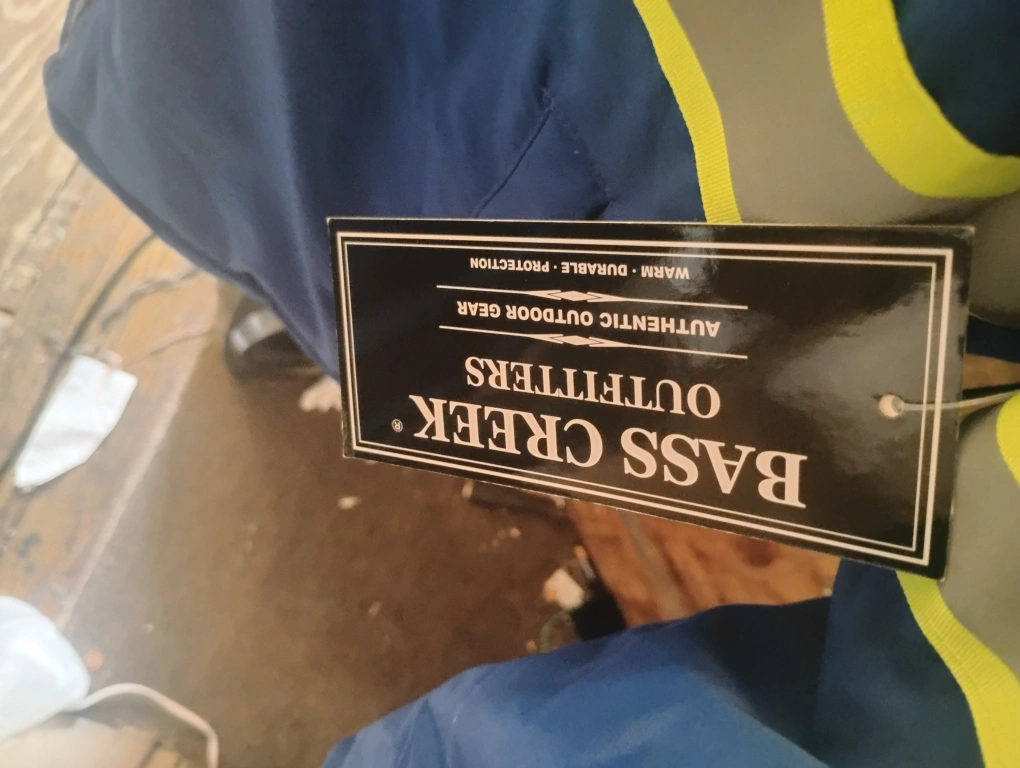 BASS CREEK®
OUTFITTERS
AUTHENTIC OUTDOOR GEAR
WARM · DURABLE · PROTECTION